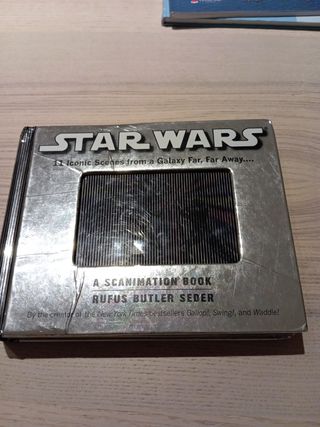 STAR WARS
11 Iconic Scenes from a Galaxy Far, Far Away....
A SCANIMATION BOOK
RUFUS BUTLER SEDER
By the creator of the New York Times bestsellers Gallop!, Swing!, and Waddle!